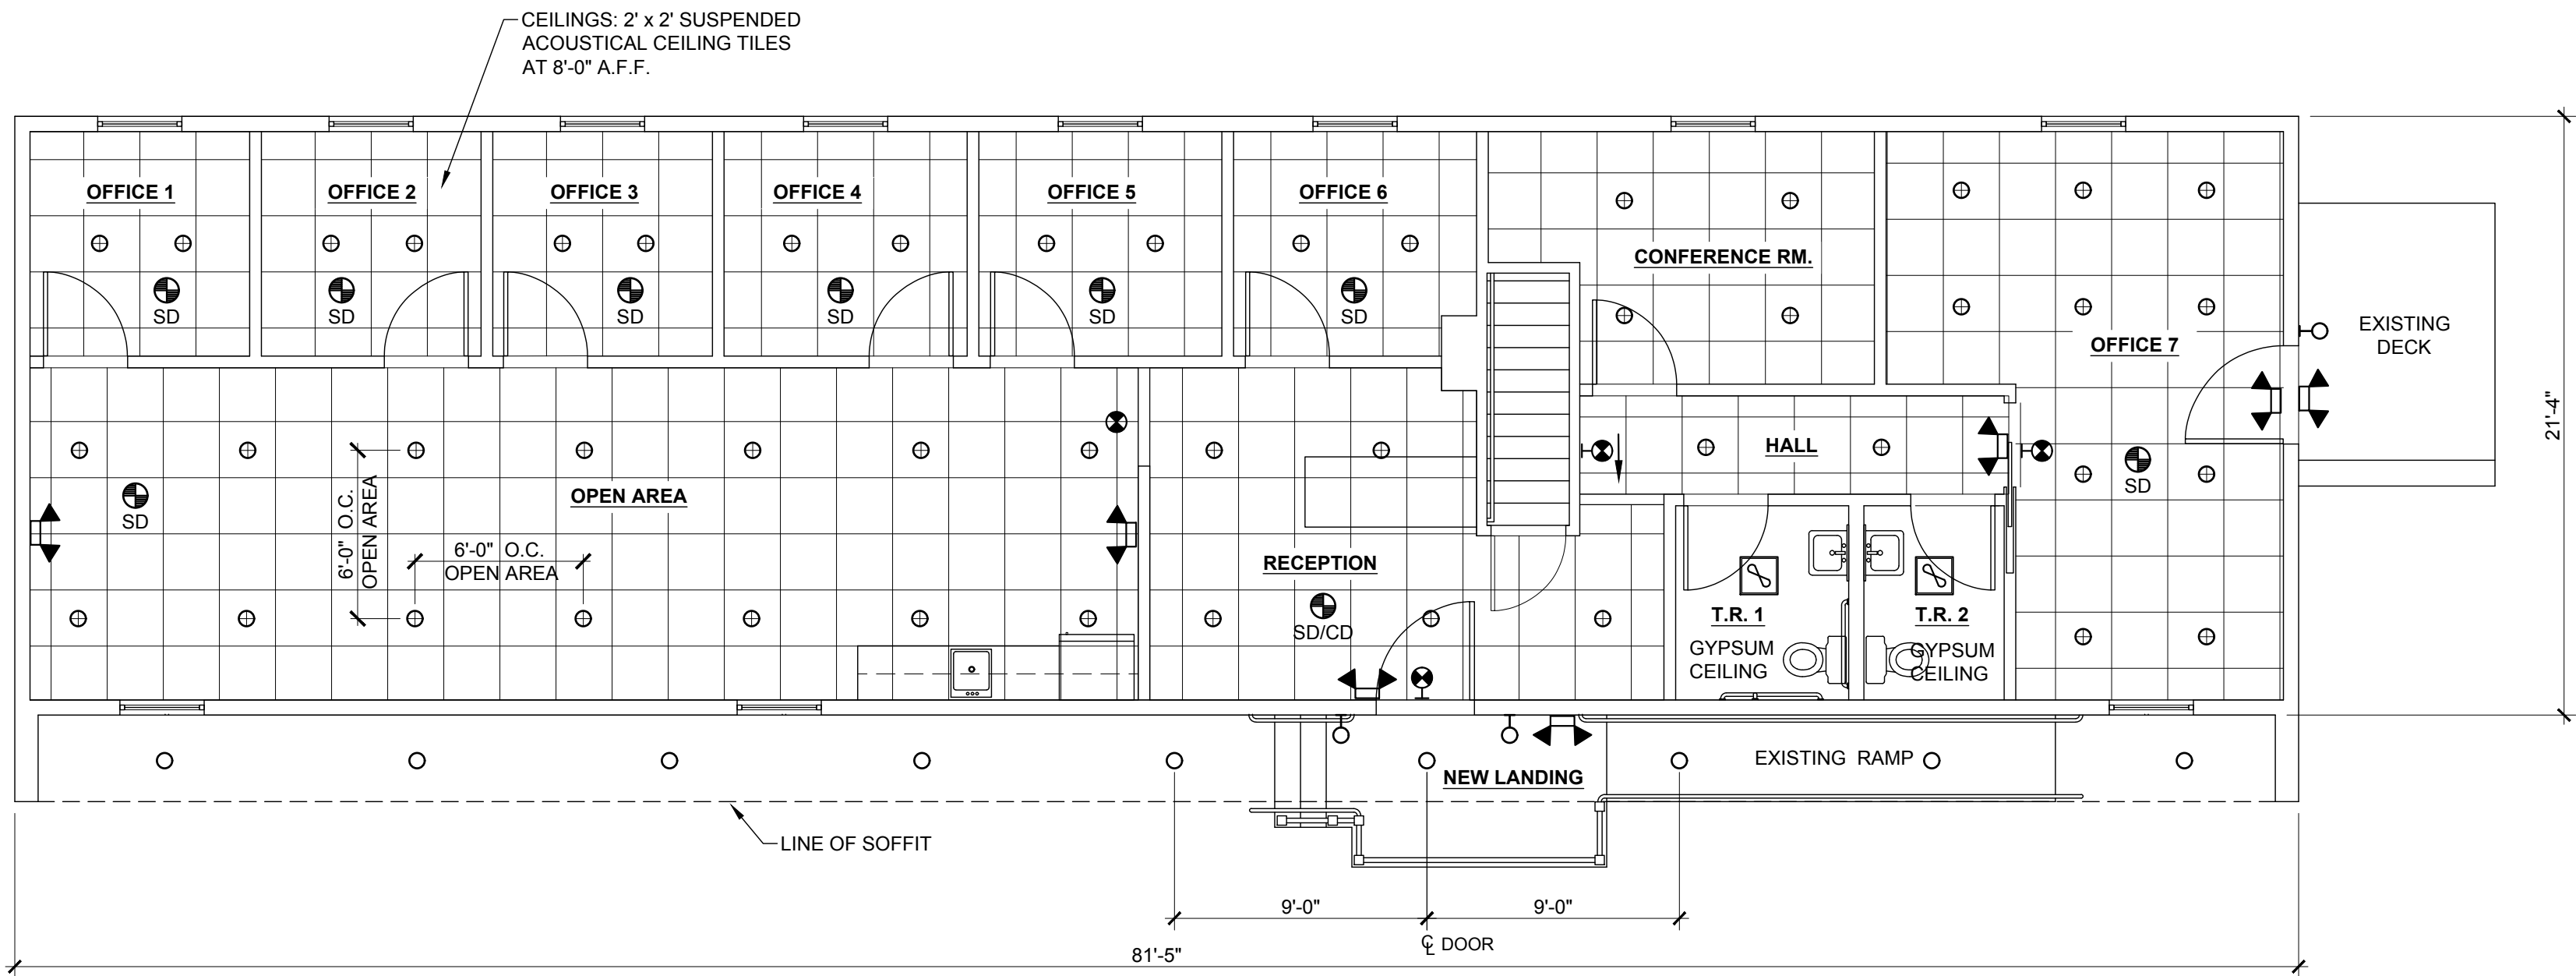 CEILINGS: 2' x 2' SUSPENDED
ACOUSTICAL CEILING TILES
AT 8'-0" A.F.F.
OFFICE 1
OFFICE 2
OFFICE 3
OFFICE 4
OFFICE 5
OFFICE 6
CONFERENCE RM.
SD
SD
SD
SD
SD
SD
OFFICE 7
EXISTING
DECK
21'-4"
HALL
SD
OPEN AREA
SD
6'-0" O.C.
OPEN AREA
6'-0" O.C.
OPEN AREA
RECEPTION
SD/CD
T.R. 1
GYPSUM
CEILING
T.R. 2
GYPSUM
CEILING
EXISTING RAMP
NEW LANDING
LINE OF SOFFIT
9'-0"
9'-0"
℄ DOOR
81'-5"